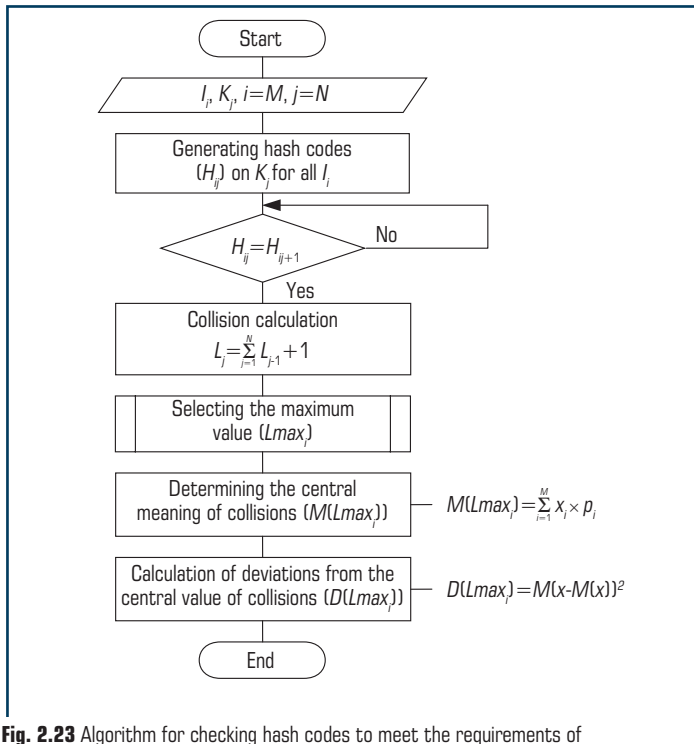 Start
I_i, K_j, i=M, j=N
Generating hash codes
(H_ij) on K_j for all I_i
H_ij=H_ij+1
No
Yes
Collision calculation
L_j=Σ_{j=1}^{N} L_{j-1}+1
Selecting the maximum
value (Lmax_i)
Determining the central
meaning of collisions (M(Lmax_i))
M(Lmax_i)=Σ_{i=1}^{M} x_i×p_i
Calculation of deviations from the
central value of collisions (D(Lmax_i))
D(Lmax_i)=M(x-M(x))²
End
Fig. 2.23 Algorithm for checking hash codes to meet the requirements of